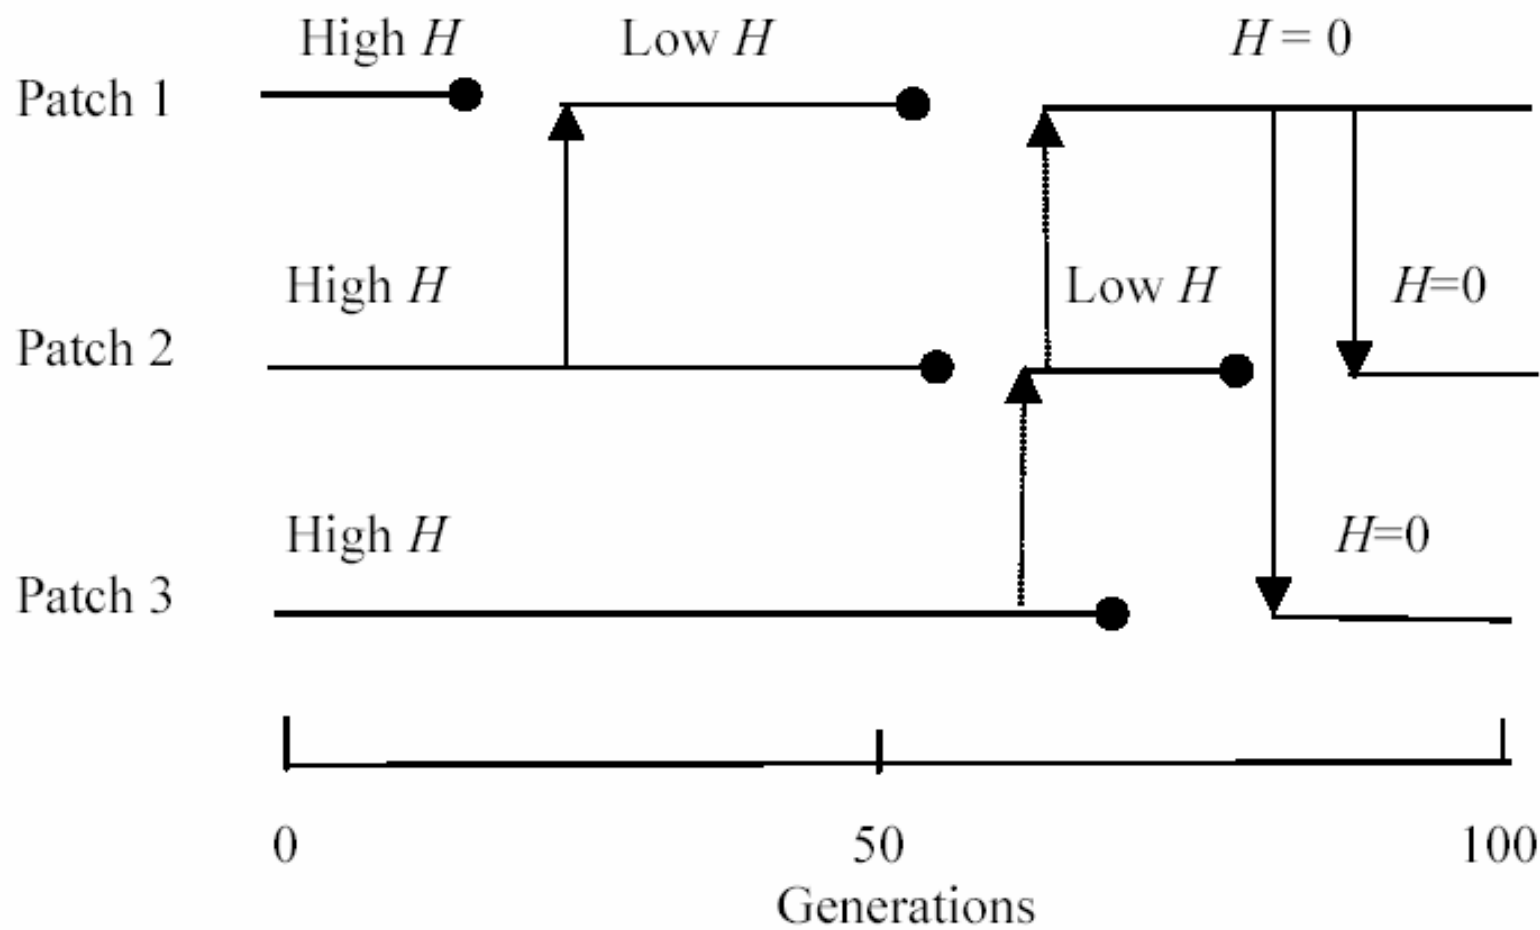 High H
Low H
H = 0
Patch 1
High H
Low H
H=0
Patch 2
High H
H=0
Patch 3
0
50
100
Generations